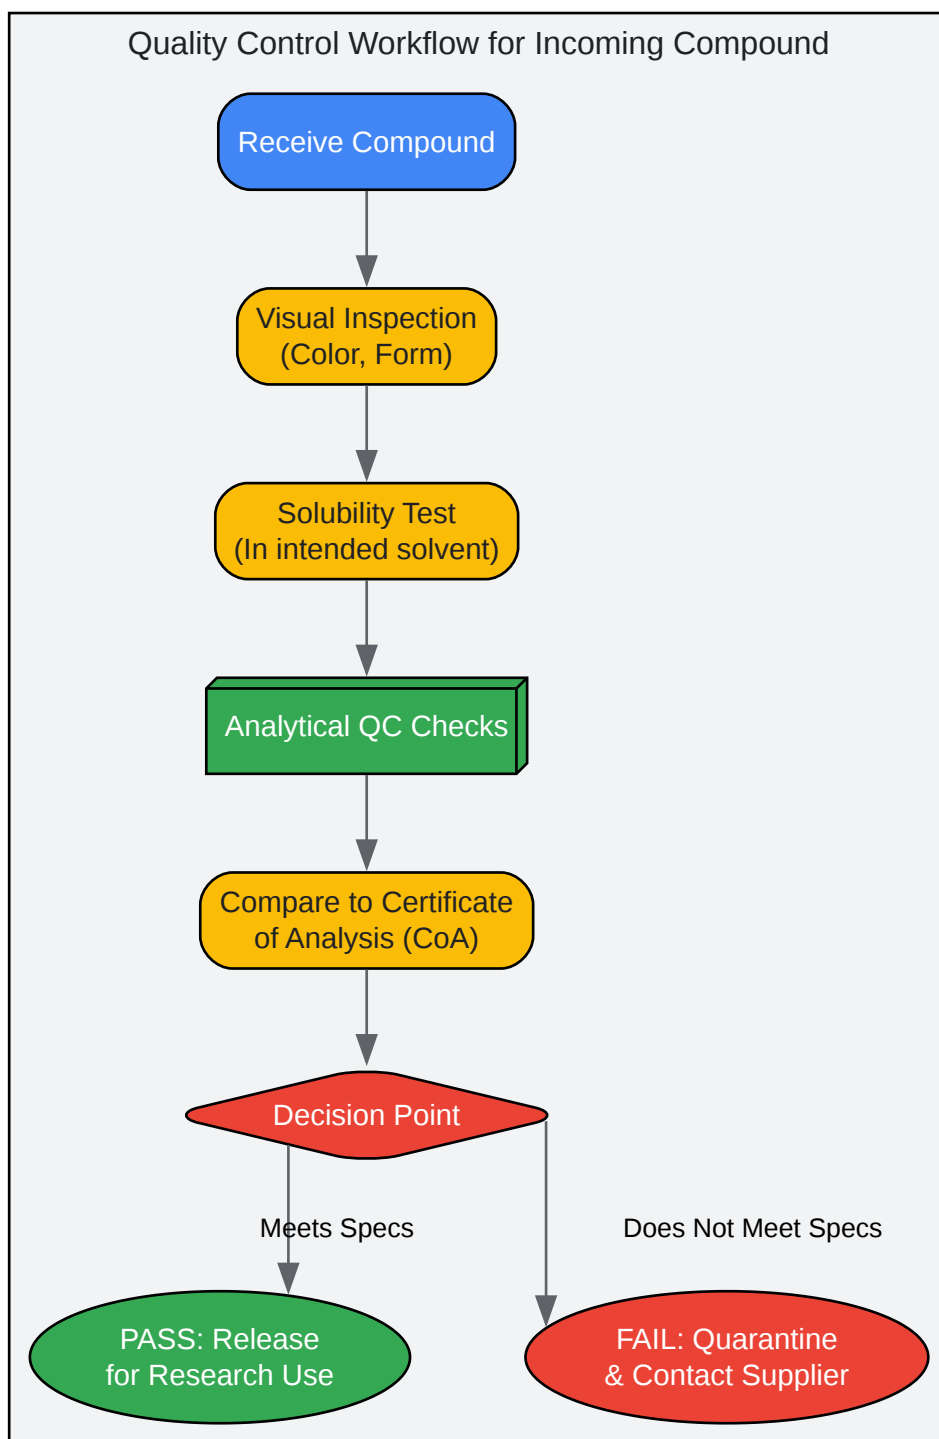 Quality Control Workflow for Incoming Compound
Receive Compound
Visual Inspection
(Color, Form)
Solubility Test
(In intended solvent)
Analytical QC Checks
Compare to Certificate
of Analysis (CoA)
Decision Point
Meets Specs
Does Not Meet Specs
PASS: Release
for Research Use
FAIL: Quarantine
& Contact Supplier